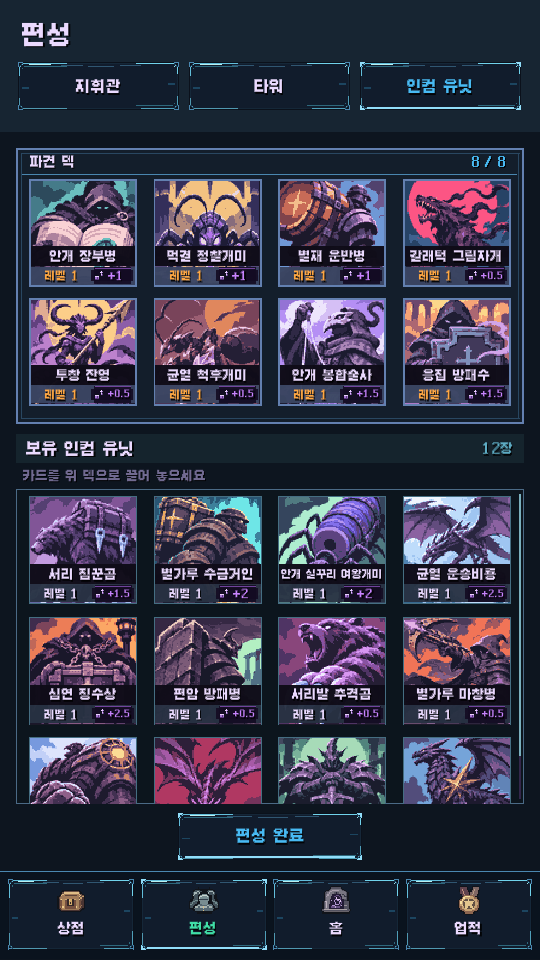 편성
지휘관 타워 인컴 유닛
파견 덱 8 / 8
안개 장부병 먹결 정찰개미 별재 운반병 갈래턱 그림자개
레벨 1 +1 레벨 1 +1 레벨 1 +1 레벨 1 +0.5
투창 잔영 균열 척후개미 안개 봉합술사 응집 방패수
레벨 1 +0.5 레벨 1 +0.5 레벨 1 +1.5 레벨 1 +1.5
보유 인컴 유닛 12장
카드를 위 덱으로 끌어 놓으세요
서리 짐꾼곰 별가루 수금거인 안개 실꾸리 여왕개미 균열 운송비룡
레벨 1 +1.5 레벨 1 +2 레벨 1 +2 레벨 1 +2.5
심연 징수상 편암 방패병 서리발 추격곰 별가루 마창병
레벨 1 +2.5 레벨 1 +0.5 레벨 1 +0.5 레벨 1 +0.5
편성 완료
상점 편성 홈 업적